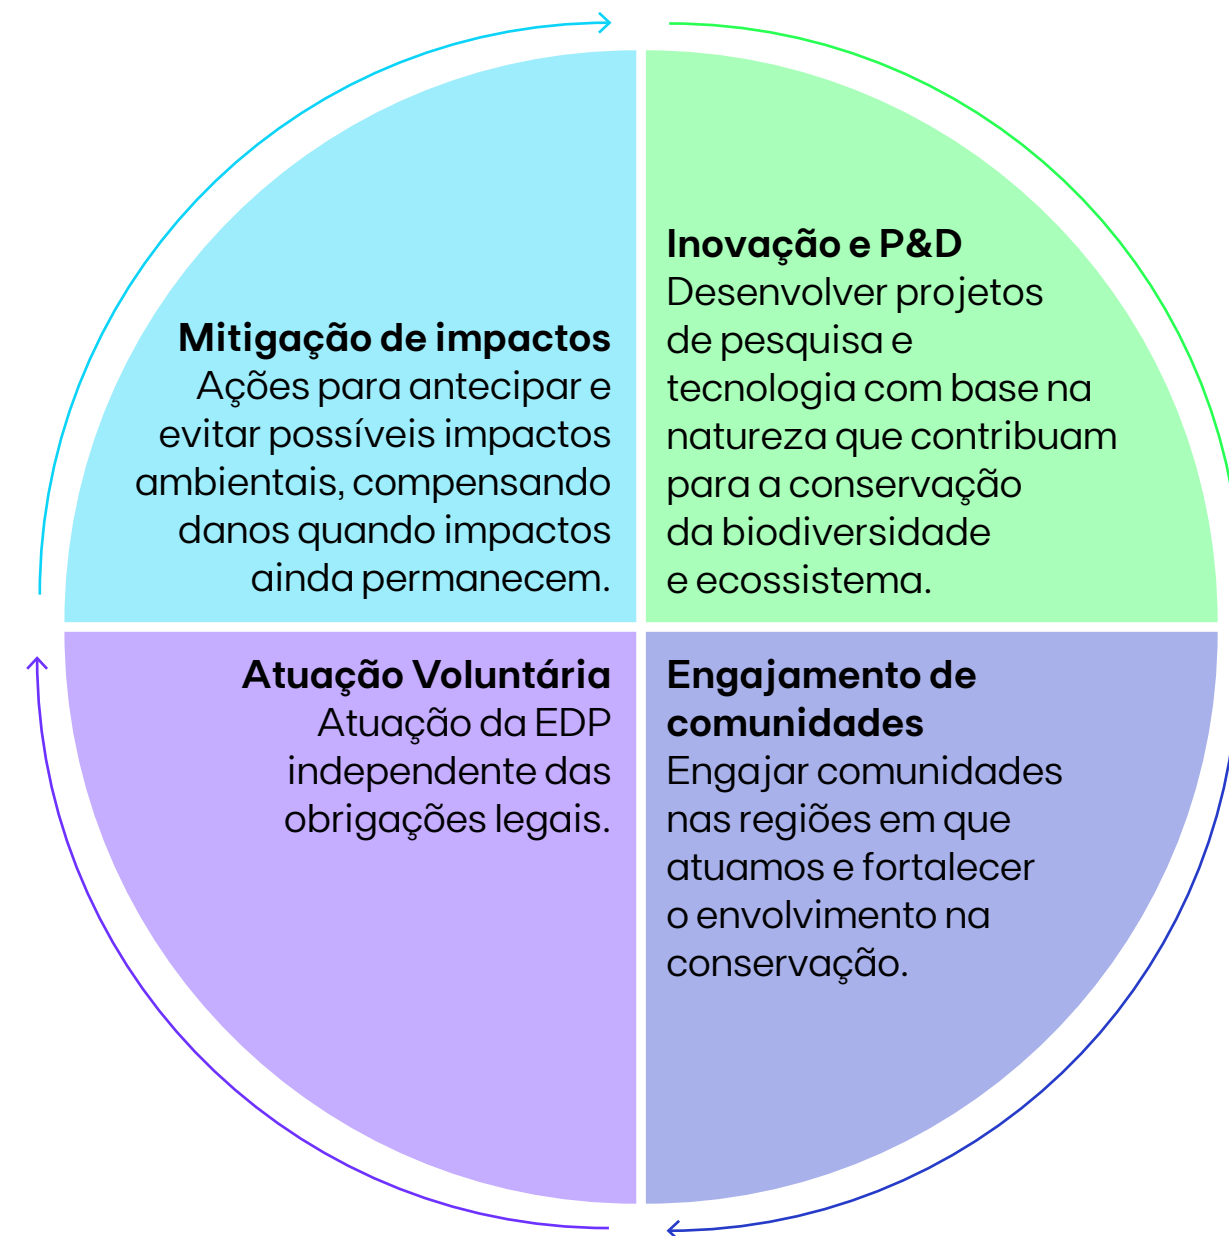 Mitigação de impactos
Ações para antecipar e
evitar possíveis impactos
ambientais, compensando
danos quando impactos
ainda permanecem.
Inovação e P&D
Desenvolver projetos
de pesquisa e
tecnologia com base na
natureza que contribuam
para a conservação
da biodiversidade
e ecossistema.
Atuação Voluntária
Atuação da EDP
independente das
obrigações legais.
Engajamento de
comunidades
Engajar comunidades
nas regiões em que
atuamos e fortalecer
o envolvimento na
conservação.